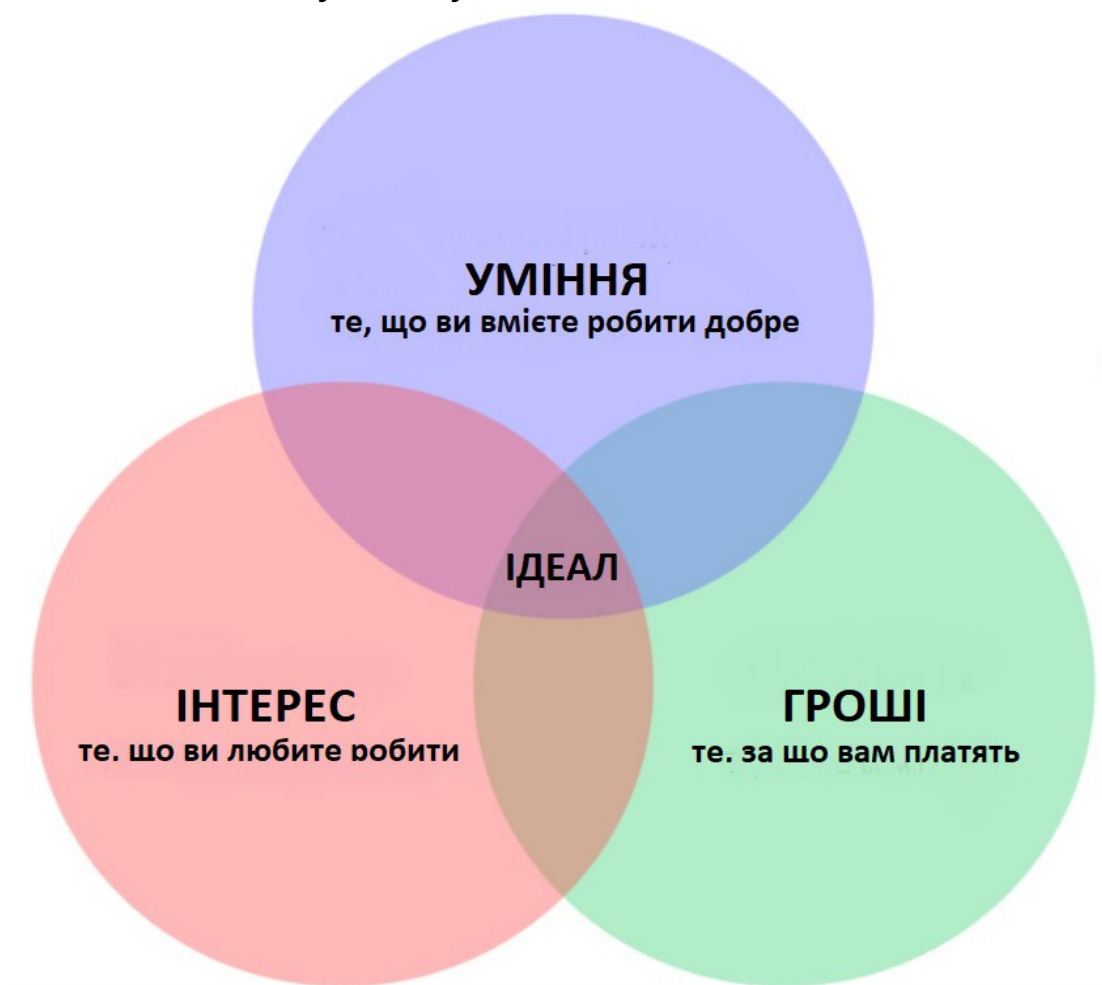 УМІННЯ
те, що ви вмієте робити добре
ІДЕАЛ
ІНТЕРЕС
те. що ви любите робити
ГРОШІ
те. за що вам платять